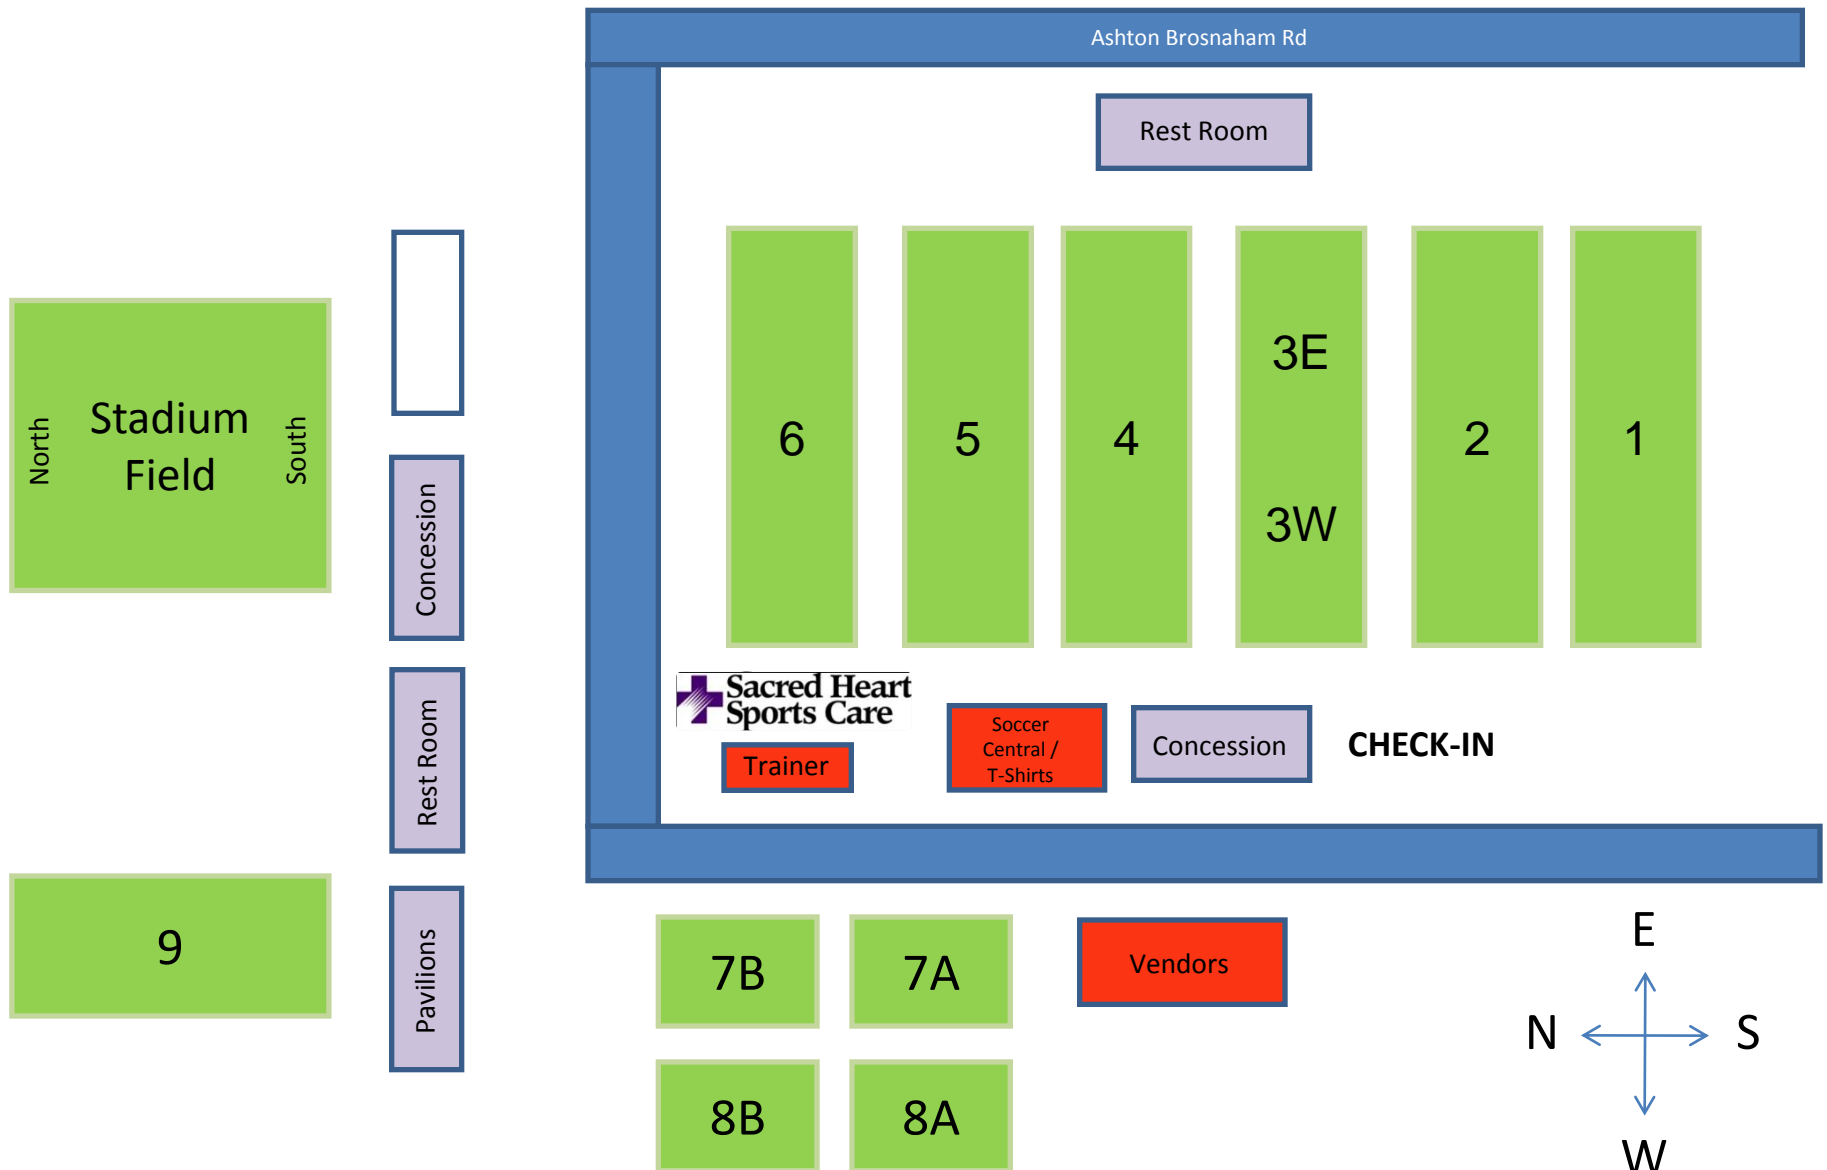 Ashton Brosnaham Rd
Rest Room
North
Stadium
Field
South
Concession
Rest Room
Pavilions
9
6
5
4
3E
3W
2
1
Sacred Heart
Sports Care
Trainer
Soccer
Central /
T-Shirts
Concession
CHECK-IN
7B
7A
Vendors
8B
8A
E
N
S
W